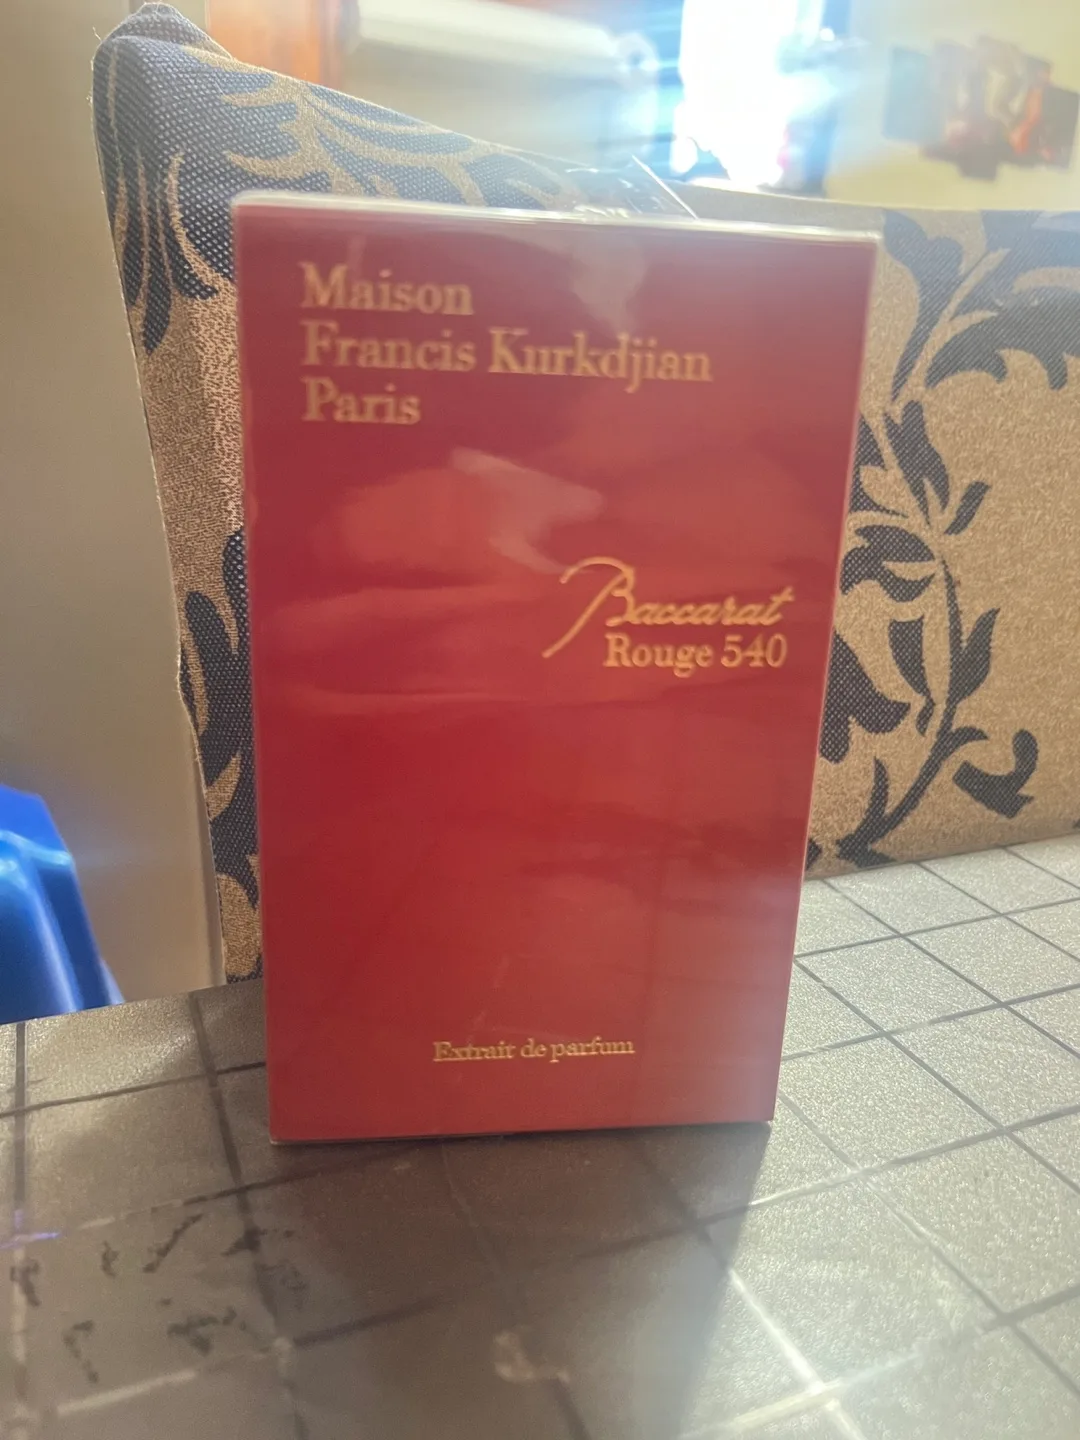 Maison
Francis Kurkdjian
Paris
Baccarat
Rouge 540
Extrait de parfum